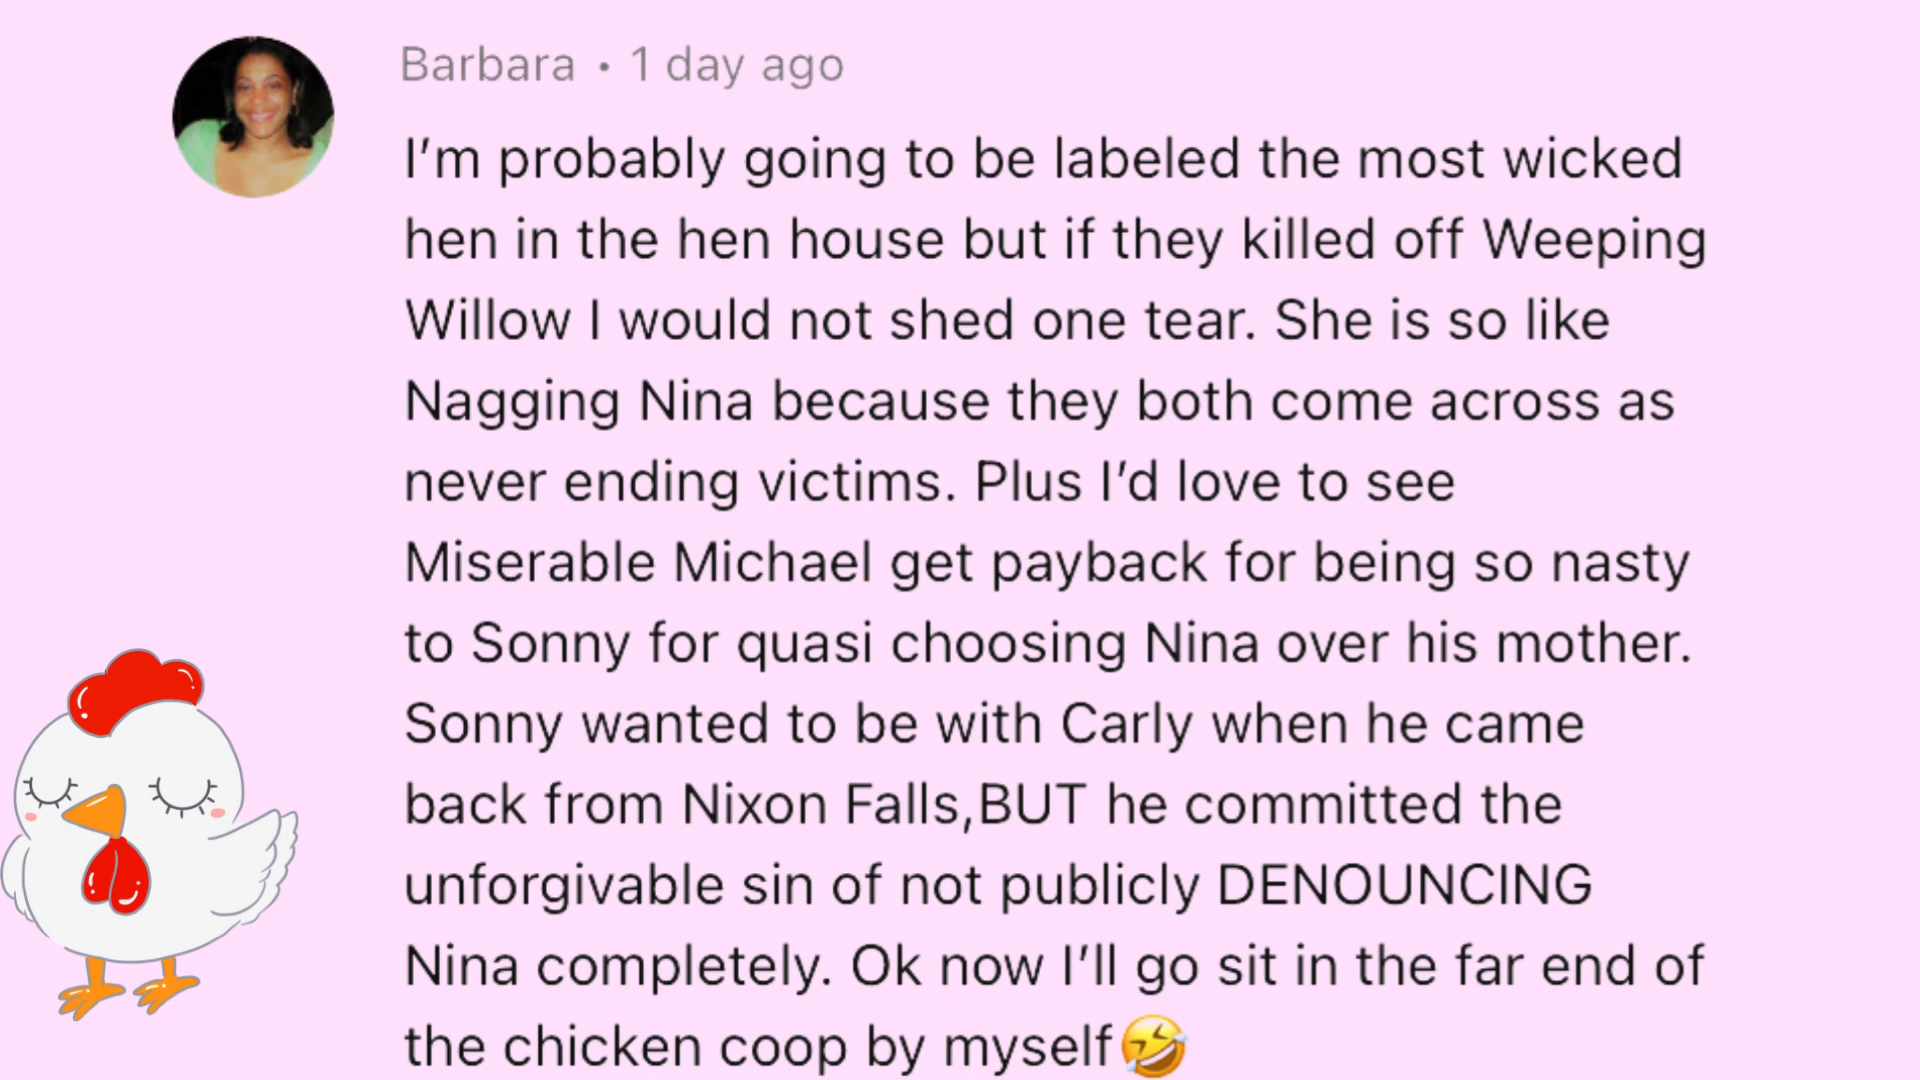 Barbara • 1 day ago
I’m probably going to be labeled the most wicked
hen in the hen house but if they killed off Weeping
Willow I would not shed one tear. She is so like
Nagging Nina because they both come across as
never ending victims. Plus I’d love to see
Miserable Michael get payback for being so nasty
to Sonny for quasi choosing Nina over his mother.
Sonny wanted to be with Carly when he came
back from Nixon Falls,BUT he committed the
unforgivable sin of not publicly DENOUNCING
Nina completely. Ok now I’ll go sit in the far end of
the chicken coop by myself🤣